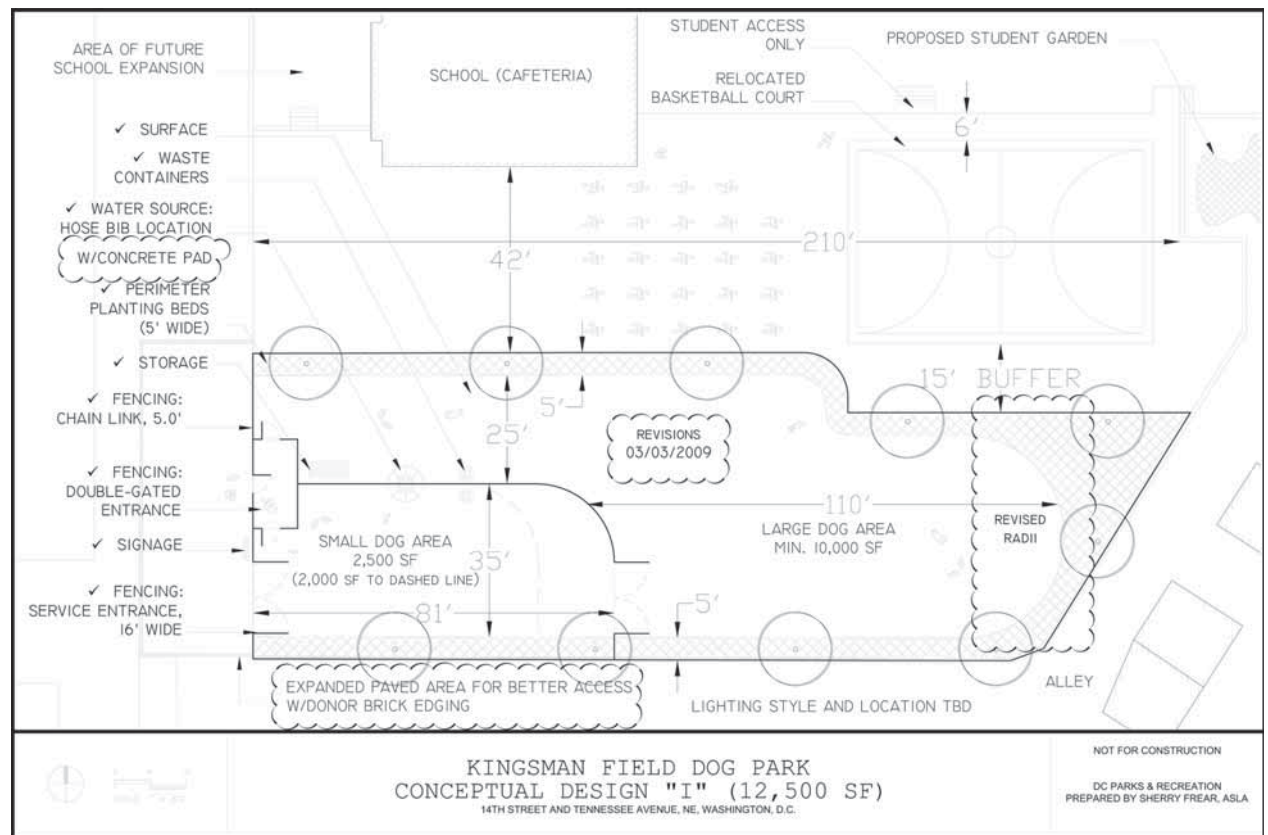 AREA OF FUTURE
SCHOOL EXPANSION
SCHOOL (CAFETERIA)
STUDENT ACCESS
ONLY
PROPOSED STUDENT GARDEN
RELOCATED
BASKETBALL COURT
6'
✓ SURFACE
✓ WASTE
CONTAINERS
✓ WATER SOURCE:
HOSE BIB LOCATION
W/CONCRETE PAD
42'
210'
✓ PERIMETER
PLANTING BEDS
(5' WIDE)
✓ STORAGE
✓ FENCING:
CHAIN LINK, 5.0'
✓ FENCING:
DOUBLE-GATED
ENTRANCE
✓ SIGNAGE
✓ FENCING:
SERVICE ENTRANCE,
16' WIDE
5'
25'
15' BUFFER
REVISIONS
03/03/2009
110'
LARGE DOG AREA
MIN. 10,000 SF
REVISED
RADII
SMALL DOG AREA
2,500 SF
(2,000 SF TO DASHED LINE)
35'
81'
5'
EXPANDED PAVED AREA FOR BETTER ACCESS
W/DONOR BRICK EDGING
LIGHTING STYLE AND LOCATION TBD
ALLEY
KINGSMAN FIELD DOG PARK
CONCEPTUAL DESIGN "I" (12,500 SF)
14TH STREET AND TENNESSEE AVENUE, NE, WASHINGTON, D.C.
NOT FOR CONSTRUCTION
DC PARKS & RECREATION
PREPARED BY SHERRY FREAR, ASLA